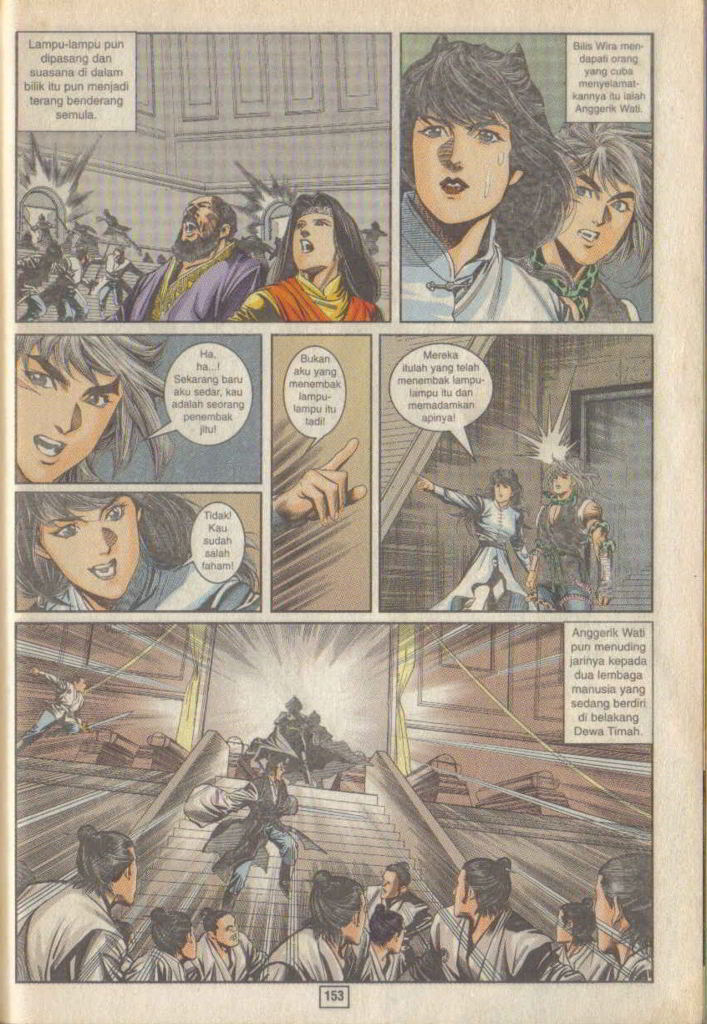 Lampu-lampu pun
dipasang dan
suasana di dalam
bilik itu pun menjadi
terang benderang
semula.
Bilis Wira men-
dapati orang
yang cuba
menyelamat-
kannya itu ialah
Anggerik Wati.
Ha,
ha...!
Sekarang baru
aku sedar, kau
adalah seorang
penembak
jitu!
Tidak!
Kau
sudah
salah
faham!
Bukan
aku yang
menembak
lampu-
lampu itu
tadi!
Mereka
itulah yang telah
menembak lampu-
lampu itu dan
memadamkan
apinya!
Anggerik Wati
pun menuding
jarinya kepada
dua lembaga
manusia yang
sedang berdiri
di belakang
Dewa Timah.
153